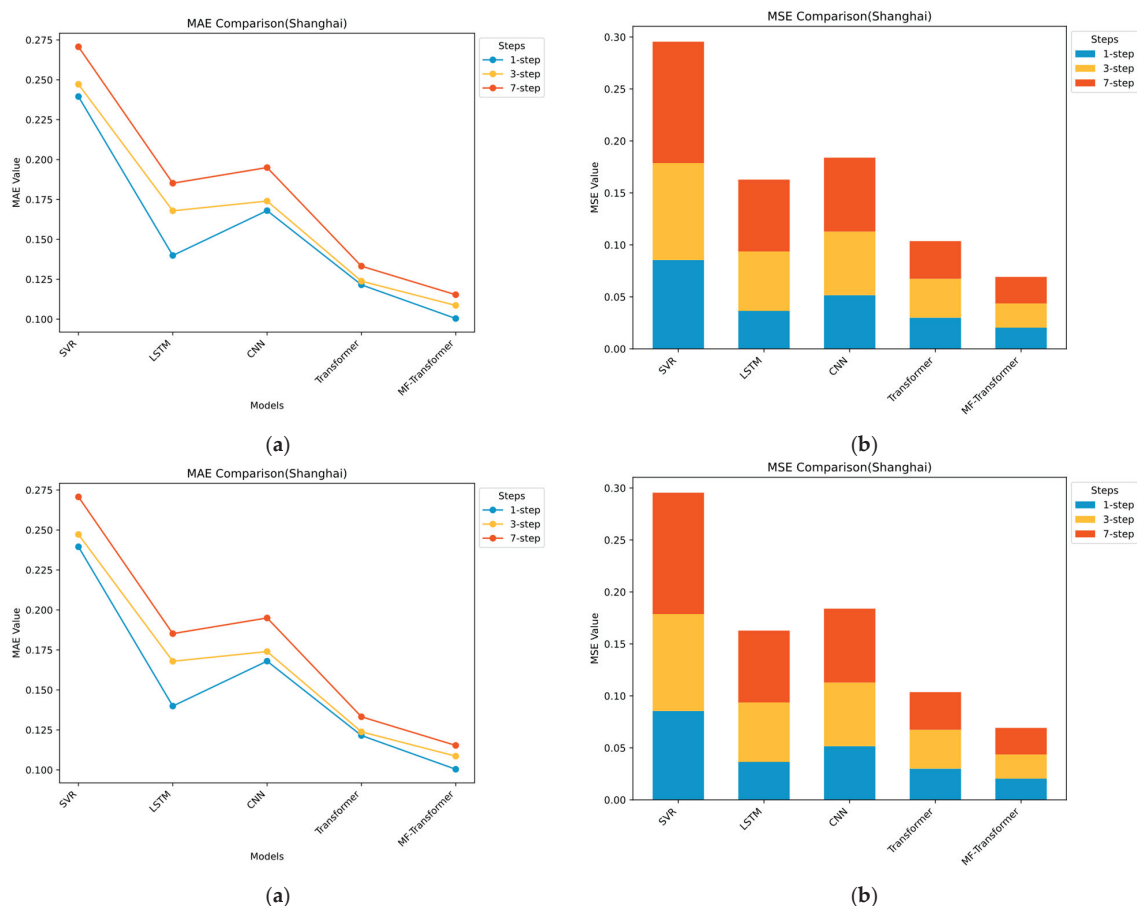 MAE Comparison(Shanghai)
MAE Value
0.275
0.250
0.225
0.200
0.175
0.150
0.125
0.100
SVR
LSTM
CNN
Transformer
MF-Transformer
Models
Steps
1-step
3-step
7-step
(a)
MSE Comparison(Shanghai)
MSE Value
0.30
0.25
0.20
0.15
0.10
0.05
0.00
SVR
LSTM
CNN
Transformer
MF-Transformer
Steps
1-step
3-step
7-step
(b)
MAE Comparison(Shanghai)
MAE Value
0.275
0.250
0.225
0.200
0.175
0.150
0.125
0.100
SVR
LSTM
CNN
Transformer
MF-Transformer
Models
Steps
1-step
3-step
7-step
(a)
MSE Comparison(Shanghai)
MSE Value
0.30
0.25
0.20
0.15
0.10
0.05
0.00
SVR
LSTM
CNN
Transformer
MF-Transformer
Steps
1-step
3-step
7-step
(b)